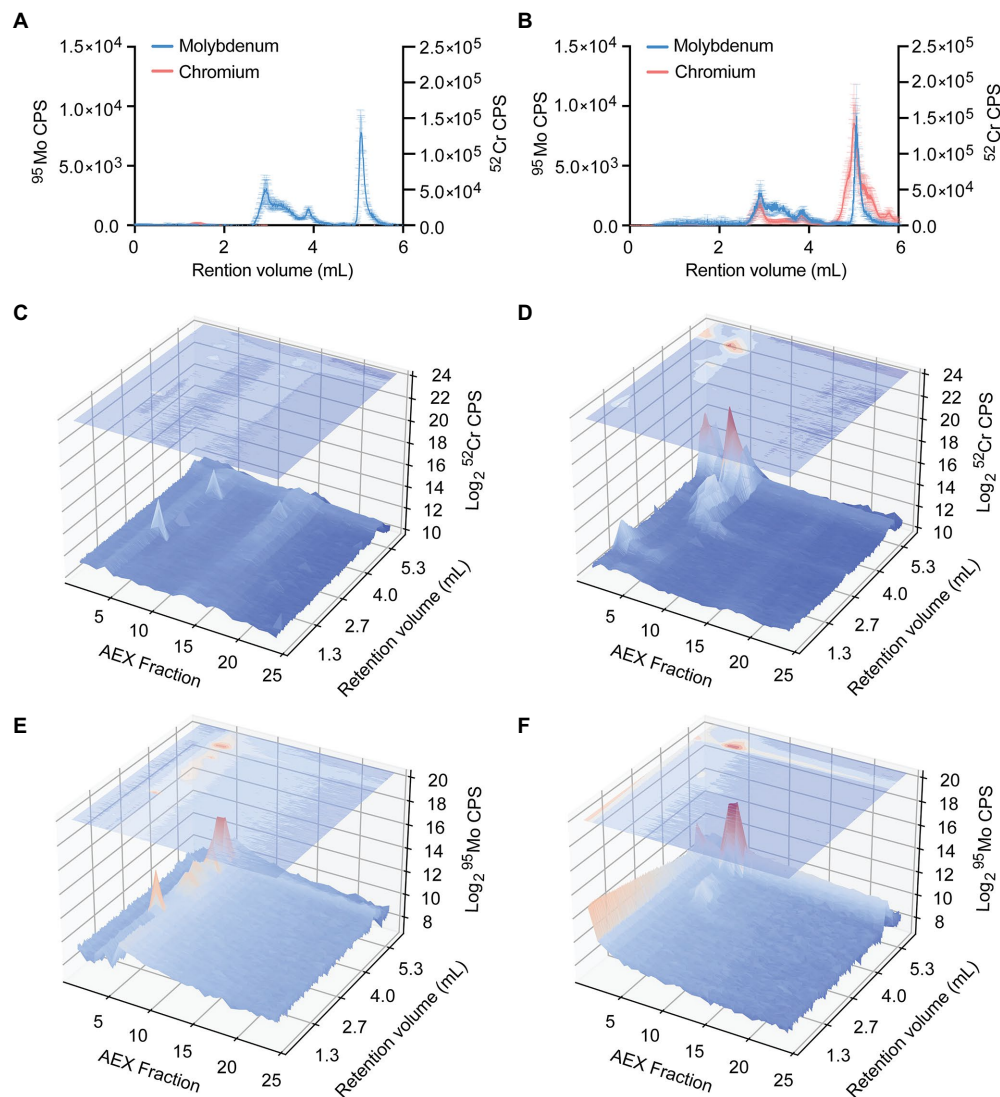 A
Molybdenum
Chromium
1.5×10⁴
1.0×10⁴
5.0×10³
0.0
⁹⁵Mo CPS
2.5×10⁵
2.0×10⁵
1.5×10⁵
1.0×10⁵
5.0×10⁴
0.0
⁵²Cr CPS
0 2 4 6
Rention volume (mL)
B
Molybdenum
Chromium
1.5×10⁴
1.0×10⁴
5.0×10³
0.0
⁹⁵Mo CPS
2.5×10⁵
2.0×10⁵
1.5×10⁵
1.0×10⁵
5.0×10⁴
0.0
⁵²Cr CPS
0 2 4 6
Rention volume (mL)
C
24
22
20
18
16
14
12
10
Log₂ ⁵²Cr CPS
5.3
4.0
2.7
1.3
Retention volume (mL)
5
10
15
20
25
AEX Fraction
D
24
22
20
18
16
14
12
10
Log₂ ⁵²Cr CPS
5.3
4.0
2.7
1.3
Retention volume (mL)
5
10
15
20
25
AEX Fraction
E
20
18
16
14
12
10
8
Log₂ ⁹⁵Mo CPS
5.3
4.0
2.7
1.3
Retention volume (mL)
5
10
15
20
25
AEX Fraction
F
20
18
16
14
12
10
8
Log₂ ⁹⁵Mo CPS
5.3
4.0
2.7
1.3
Retention volume (mL)
5
10
15
20
25
AEX Fraction